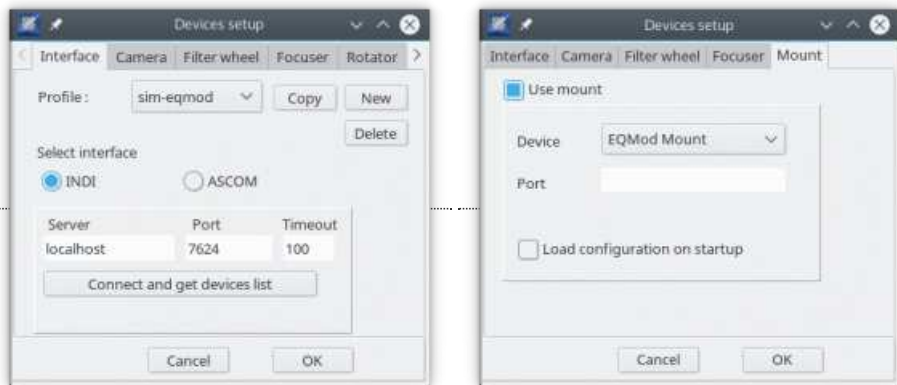 Devices setup
Interface Camera Filter wheel Focuser Rotator
Profile : sim-eqmod Copy New
Delete
Select interface
INDI ASCOM
Server Port Timeout
localhost 7624 100
Connect and get devices list
Cancel OK
Devices setup
Interface Camera Filter wheel Focuser Mount
Use mount
Device EQMod Mount
Port
Load configuration on startup
Cancel OK